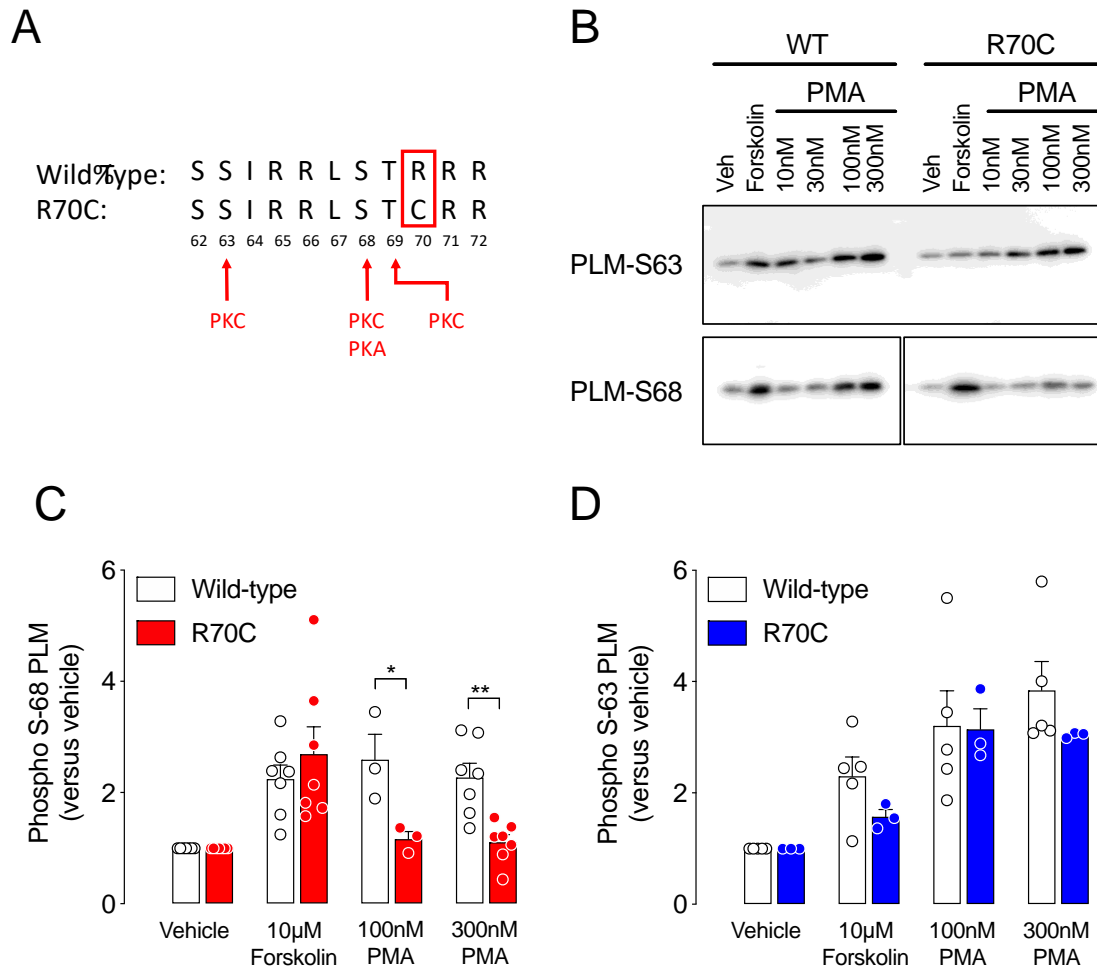 A
Wild%Type: S S I R R L S T R R R
R70C: S S I R R L S T C R R
62 63 64 65 66 67 68 69 70 71 72
PKC PKC PKC
PKA
B
WT R70C
PMA PMA
Veh Forskolin 10nM 30nM 100nM 300nM Veh Forskolin 10nM 30nM 100nM 300nM
PLM-S63
PLM-S68
C
Phospho S-68 PLM
(versus vehicle)
6
4
2
0
Wild-type
R70C
*
**
Vehicle 10µM 100nM 300nM
Forskolin PMA PMA
D
Phospho S-63 PLM
(versus vehicle)
6
4
2
0
Wild-type
R70C
Vehicle 10µM 100nM 300nM
Forskolin PMA PMA